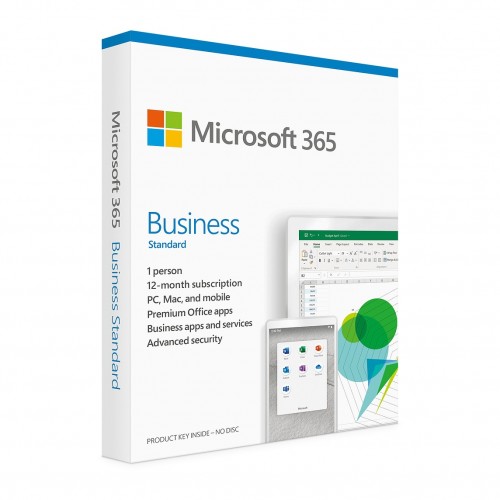 Microsoft 365
Business
Standard
1 person
12-month subscription
PC, Mac, and mobile
Premium Office apps
Business apps and services
Advanced security
PRODUCT KEY INSIDE – NO DISC
Microsoft 365 Business Standard
Microsoft